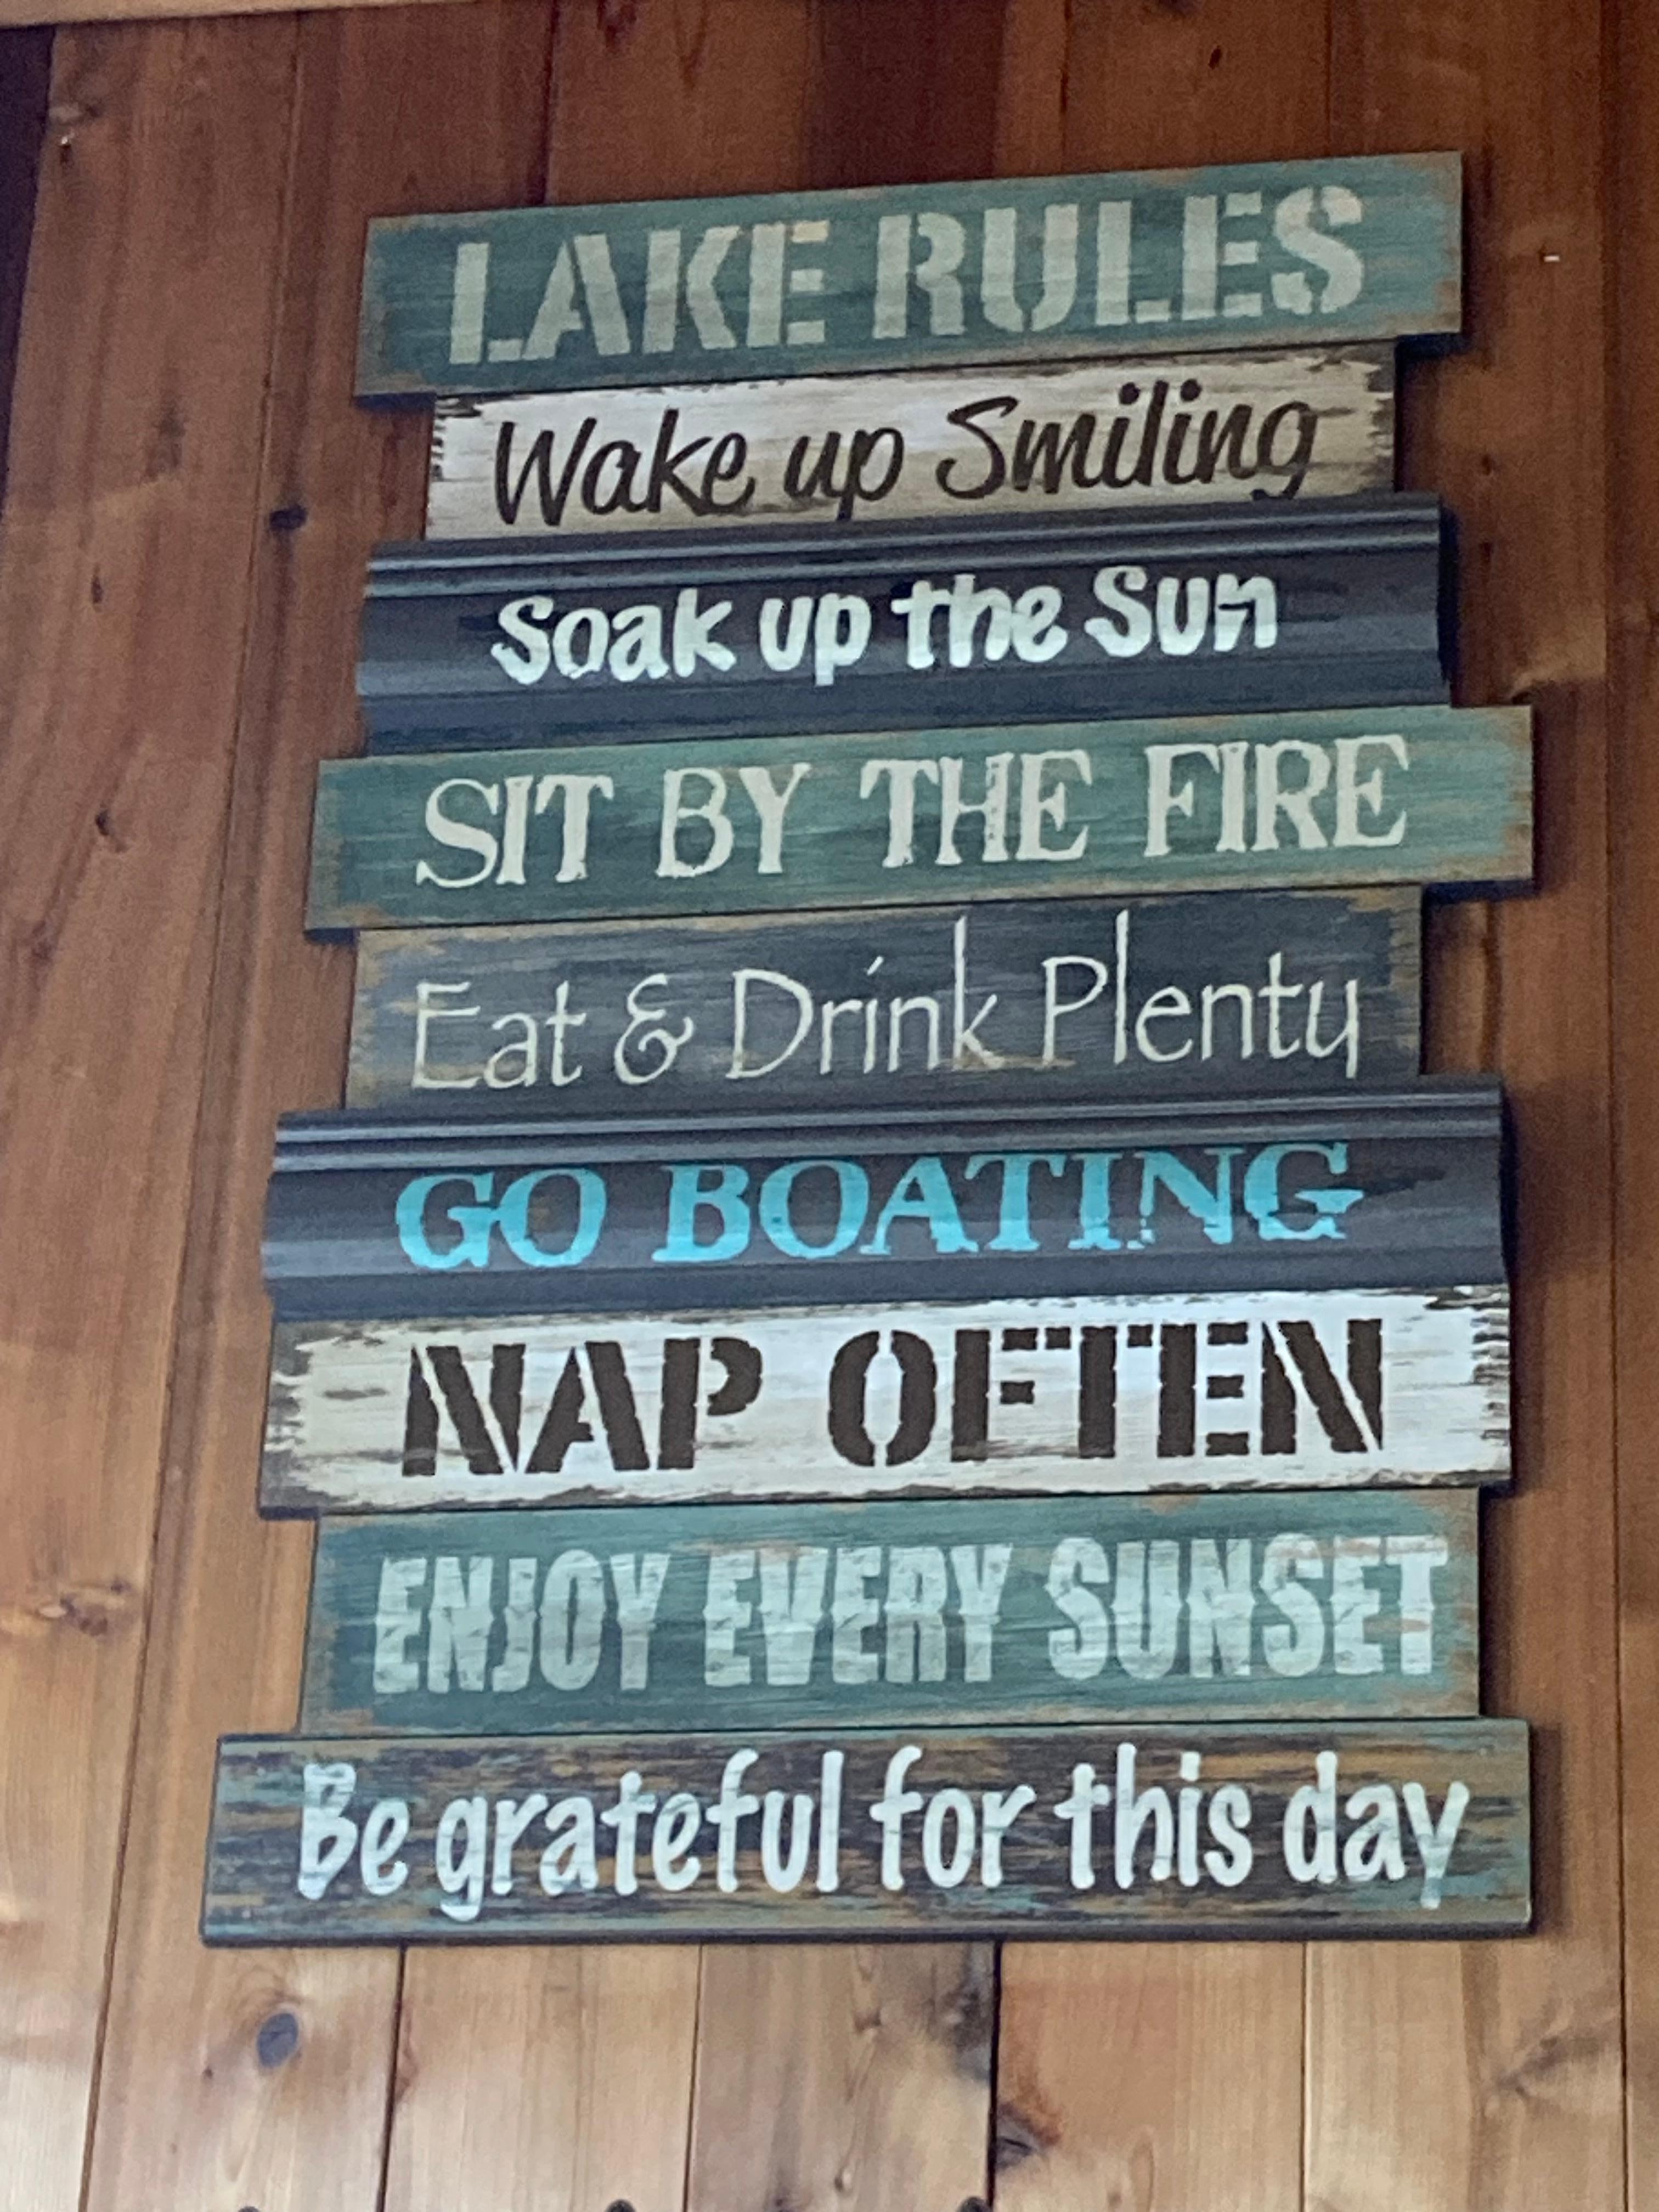 LAKE RULES
Wake up Smiling
Soak up the Sun
SIT BY THE FIRE
Eat & Drink Plenty
GO BOATING
NAP OFTEN
ENJOY EVERY SUNSET
Be grateful for this day